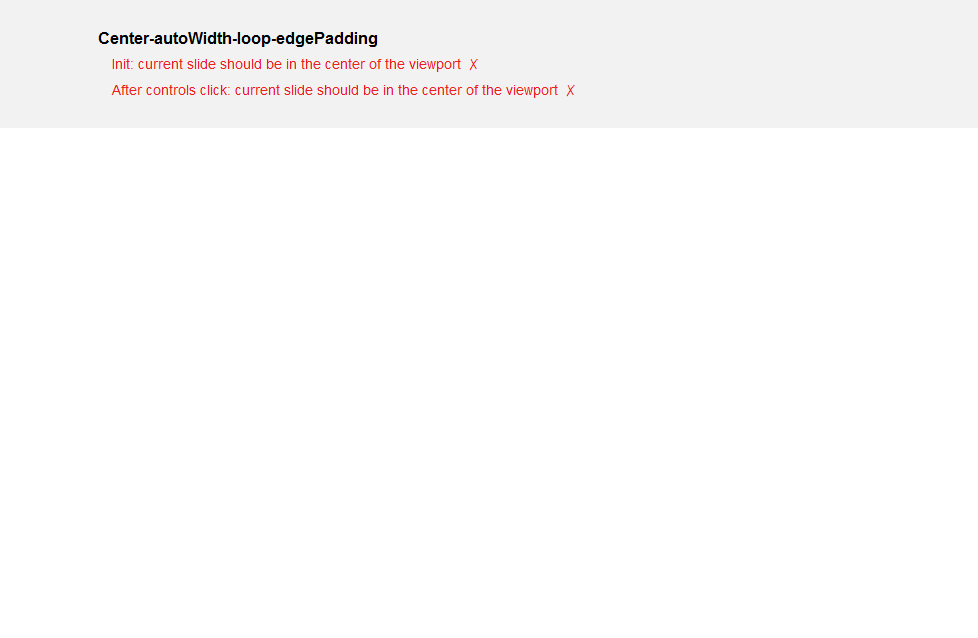 Center-autoWidth-loop-edgePadding
Init: current slide should be in the center of the viewport ☓
After controls click: current slide should be in the center of the viewport ☓